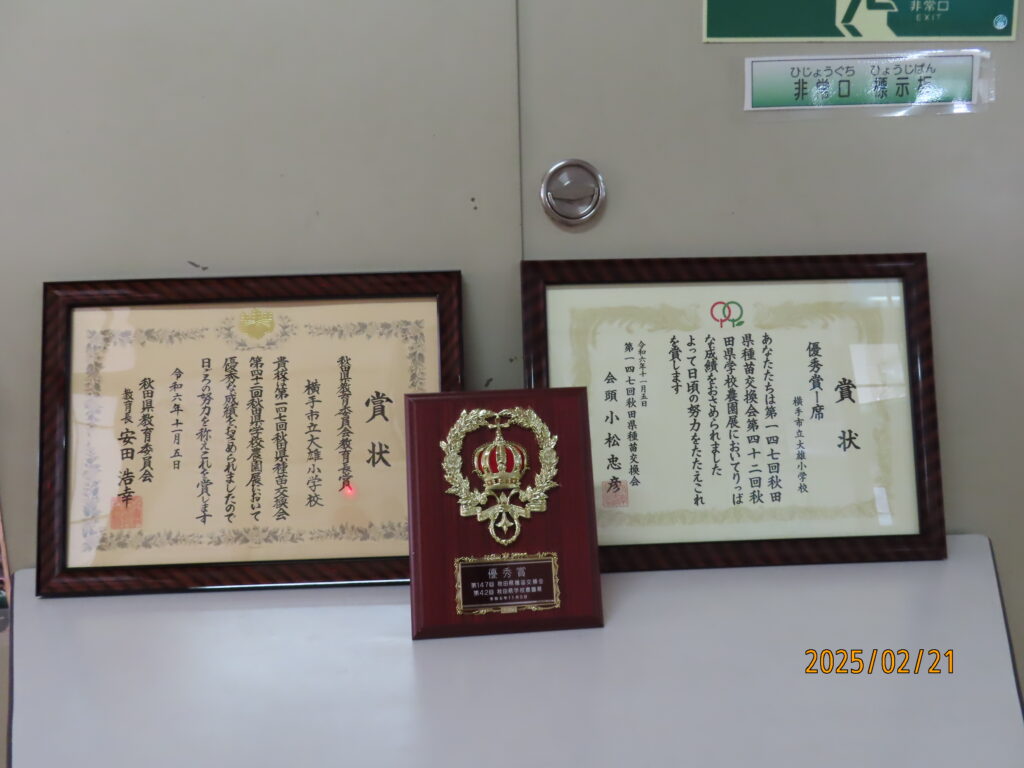 非常口
EXIT
ひじょうぐち ひょうじばん
非常口 標示板
賞状
秋田県教育委員会教育長賞
横手市立大雄小学校
貴校は第一四七回秋田県種苗交換会
第四十二回秋田県学校農園展において
優秀な成績をおさめられましたので
日ごろの努力を称えこれを賞します
令和六年十一月五日
秋田県教育委員会
教育長 安田浩幸
賞状
優秀賞一席
横手市立大雄小学校
あなたたちは第一四七回秋田
県種苗交換会第四十二回秋
田県学校農園展においてりっぱ
な成績をおさめられました
よって日頃の努力をたたえこれ
を賞します
令和六年十一月五日
第一四七回秋田県種苗交換会
会頭 小松忠彦
優秀賞
第147回 秋田県種苗交換会
第42回 秋田県学校農園展
令和6年11月5日
2025/02/21